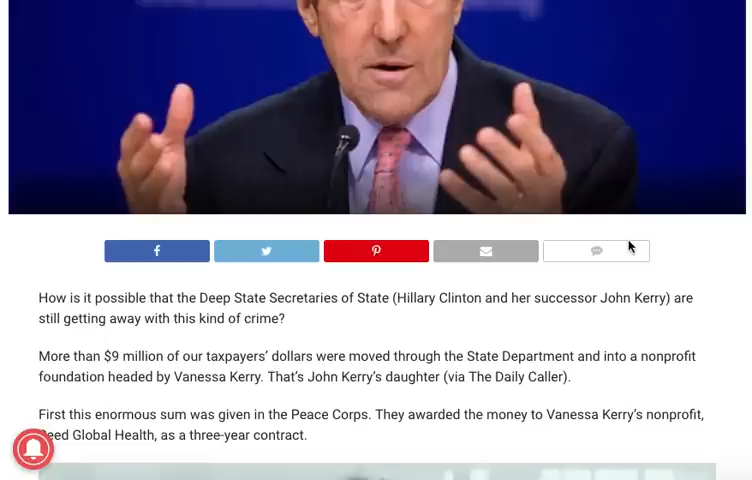 How is it possible that the Deep State Secretaries of State (Hillary Clinton and her successor John Kerry) are
still getting away with this kind of crime?
More than $9 million of our taxpayers’ dollars were moved through the State Department and into a nonprofit
foundation headed by Vanessa Kerry. That’s John Kerry’s daughter (via The Daily Caller).
First this enormous sum was given in the Peace Corps. They awarded the money to Vanessa Kerry’s nonprofit,
eed Global Health, as a three-year contract.